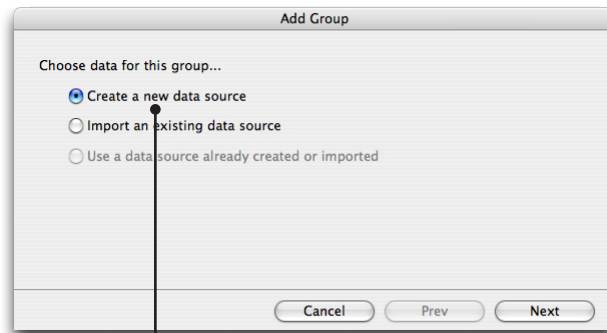 Add Group
Choose data for this group...
Create a new data source
Import an existing data source
Use a data source already created or imported
Cancel Prev Next